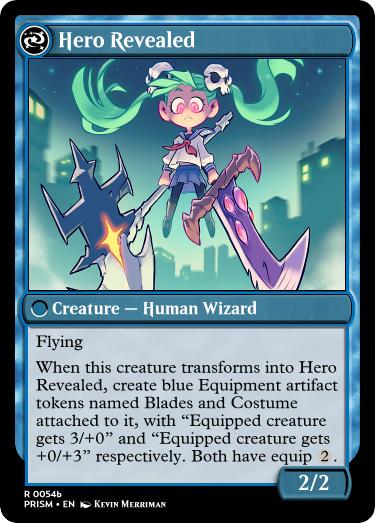 Hero Revealed
Creature — Human Wizard
Flying
When this creature transforms into Hero
Revealed, create blue Equipment artifact
tokens named Blades and Costume
attached to it, with “Equipped creature
gets 3/+0” and “Equipped creature gets
+0/+3” respectively. Both have equip 2.
2/2
R 0054b
PRISM • EN Kevin Merriman